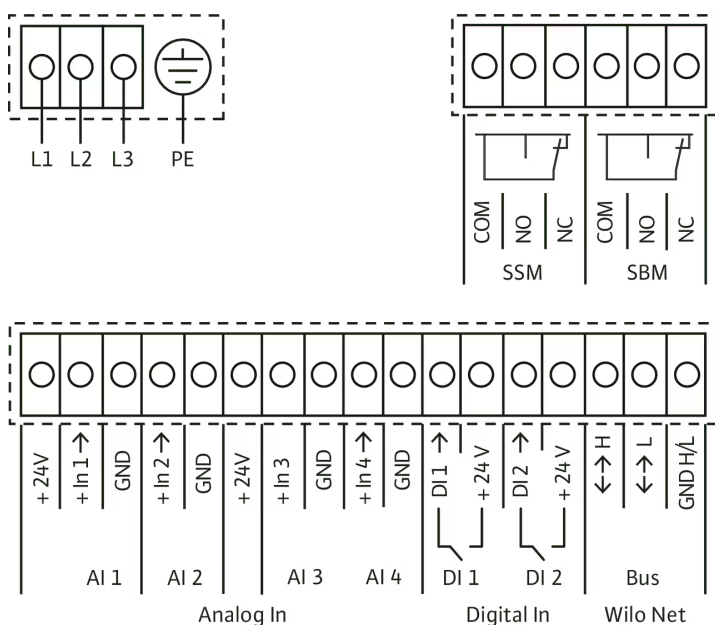 L1 L2 L3 PE
COM NO NC COM NO NC
SSM SBM
+ 24V + In 1 → GND + In 2 → GND + 24V + In 3 GND + In 4 → GND DI 1 → + 24 V DI 2 → + 24 V ↔ H ↔ L GND H/L
AI 1 AI 2 AI 3 AI 4 DI 1 DI 2 Bus
Analog In Digital In Wilo Net